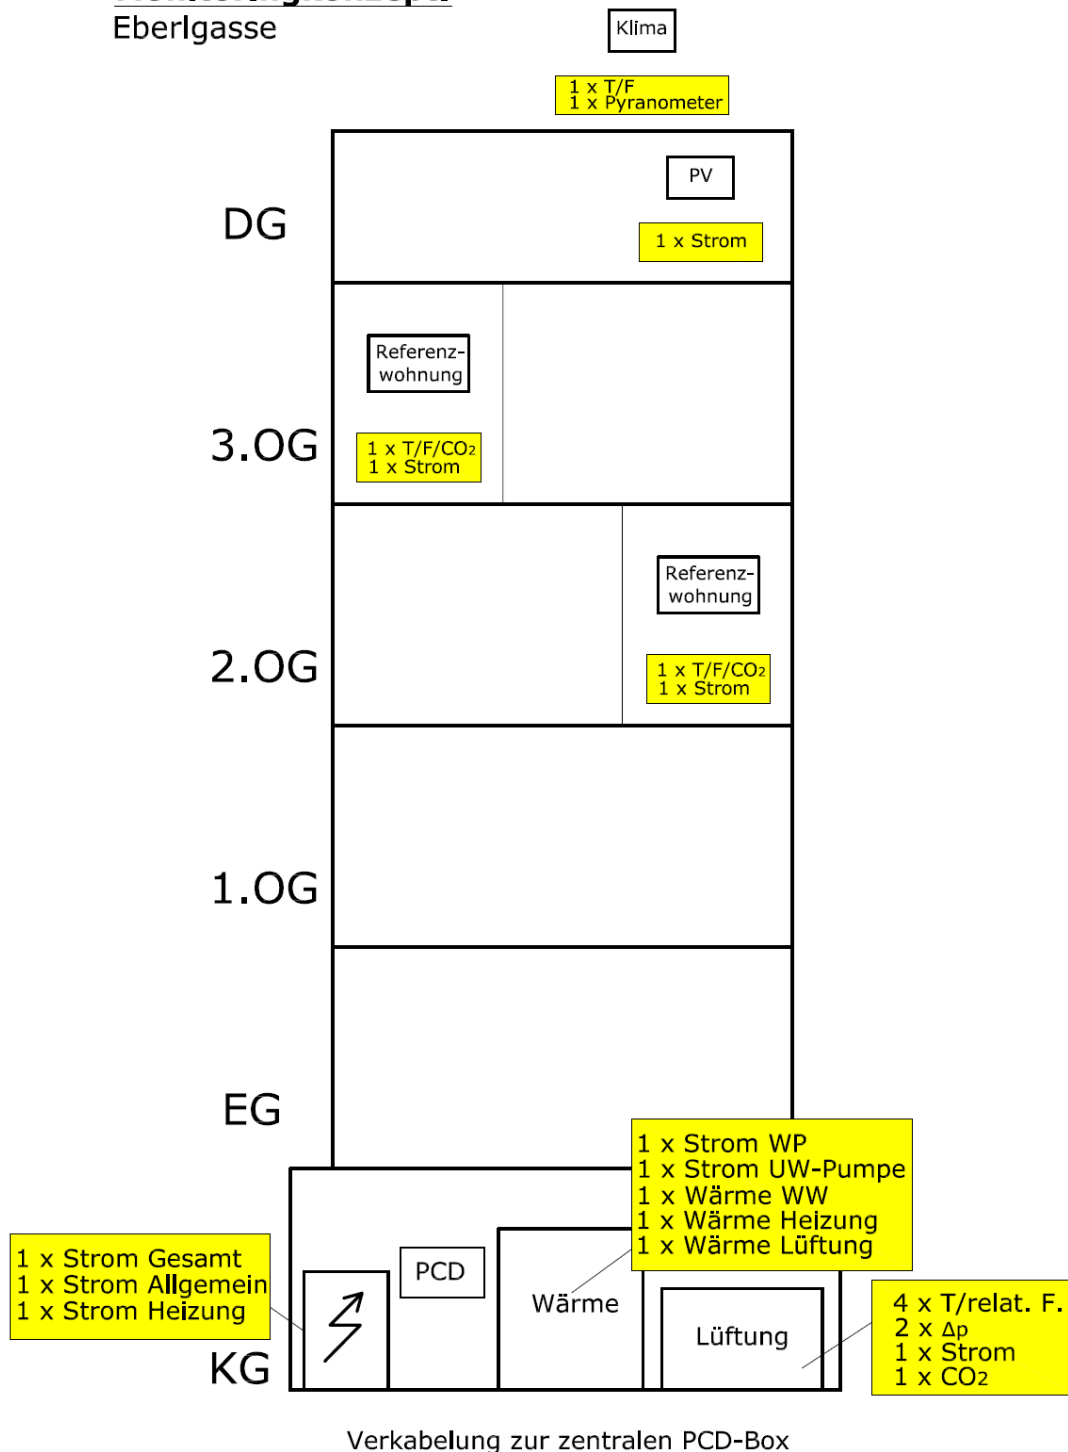 Monitoringkonzept:
Eberlgasse
Klima
1 x T/F
1 x Pyranometer
PV
DG
1 x Strom
Referenz-
wohnung
3.OG
1 x T/F/CO₂
1 x Strom
Referenz-
wohnung
2.OG
1 x T/F/CO₂
1 x Strom
1.OG
EG
1 x Strom WP
1 x Strom UW-Pumpe
1 x Wärme WW
1 x Wärme Heizung
1 x Wärme Lüftung
1 x Strom Gesamt
1 x Strom Allgemein
1 x Strom Heizung
PCD
Wärme
Lüftung
4 x T/relat. F.
2 x Δp
1 x Strom
1 x CO₂
KG
Verkabelung zur zentralen PCD-Box